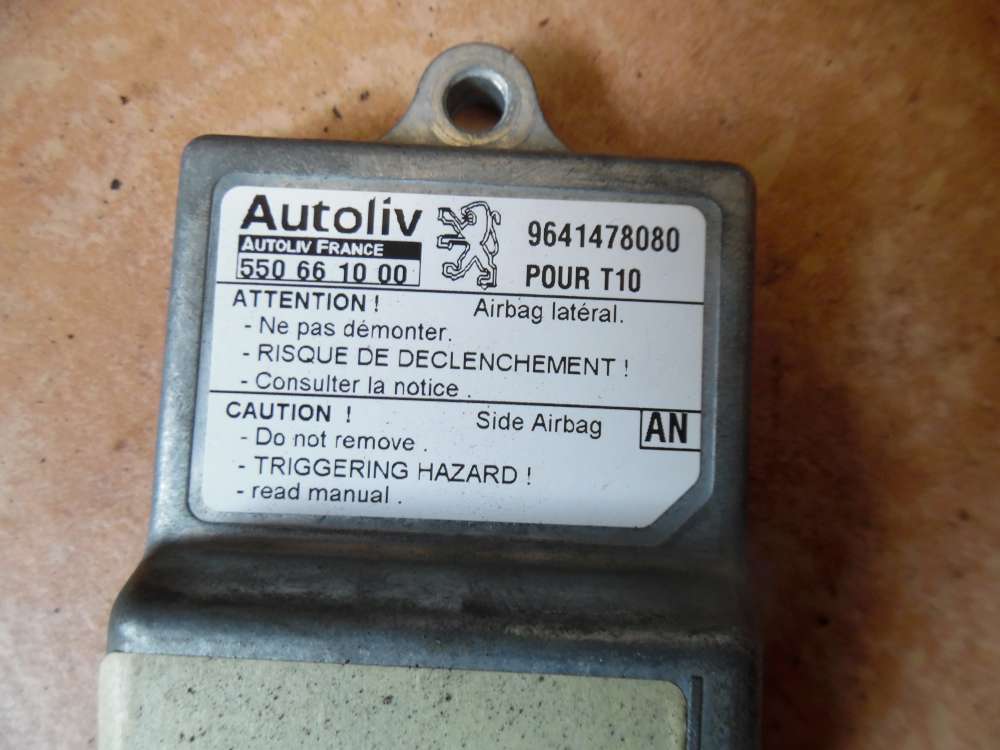 Autoliv
AUTOLIV FRANCE
550 66 10 00
9641478080
POUR T10
ATTENTION ! Airbag latéral.
- Ne pas démonter.
- RISQUE DE DECLENCHEMENT !
- Consulter la notice .
CAUTION ! Side Airbag AN
- Do not remove .
- TRIGGERING HAZARD !
- read manual .